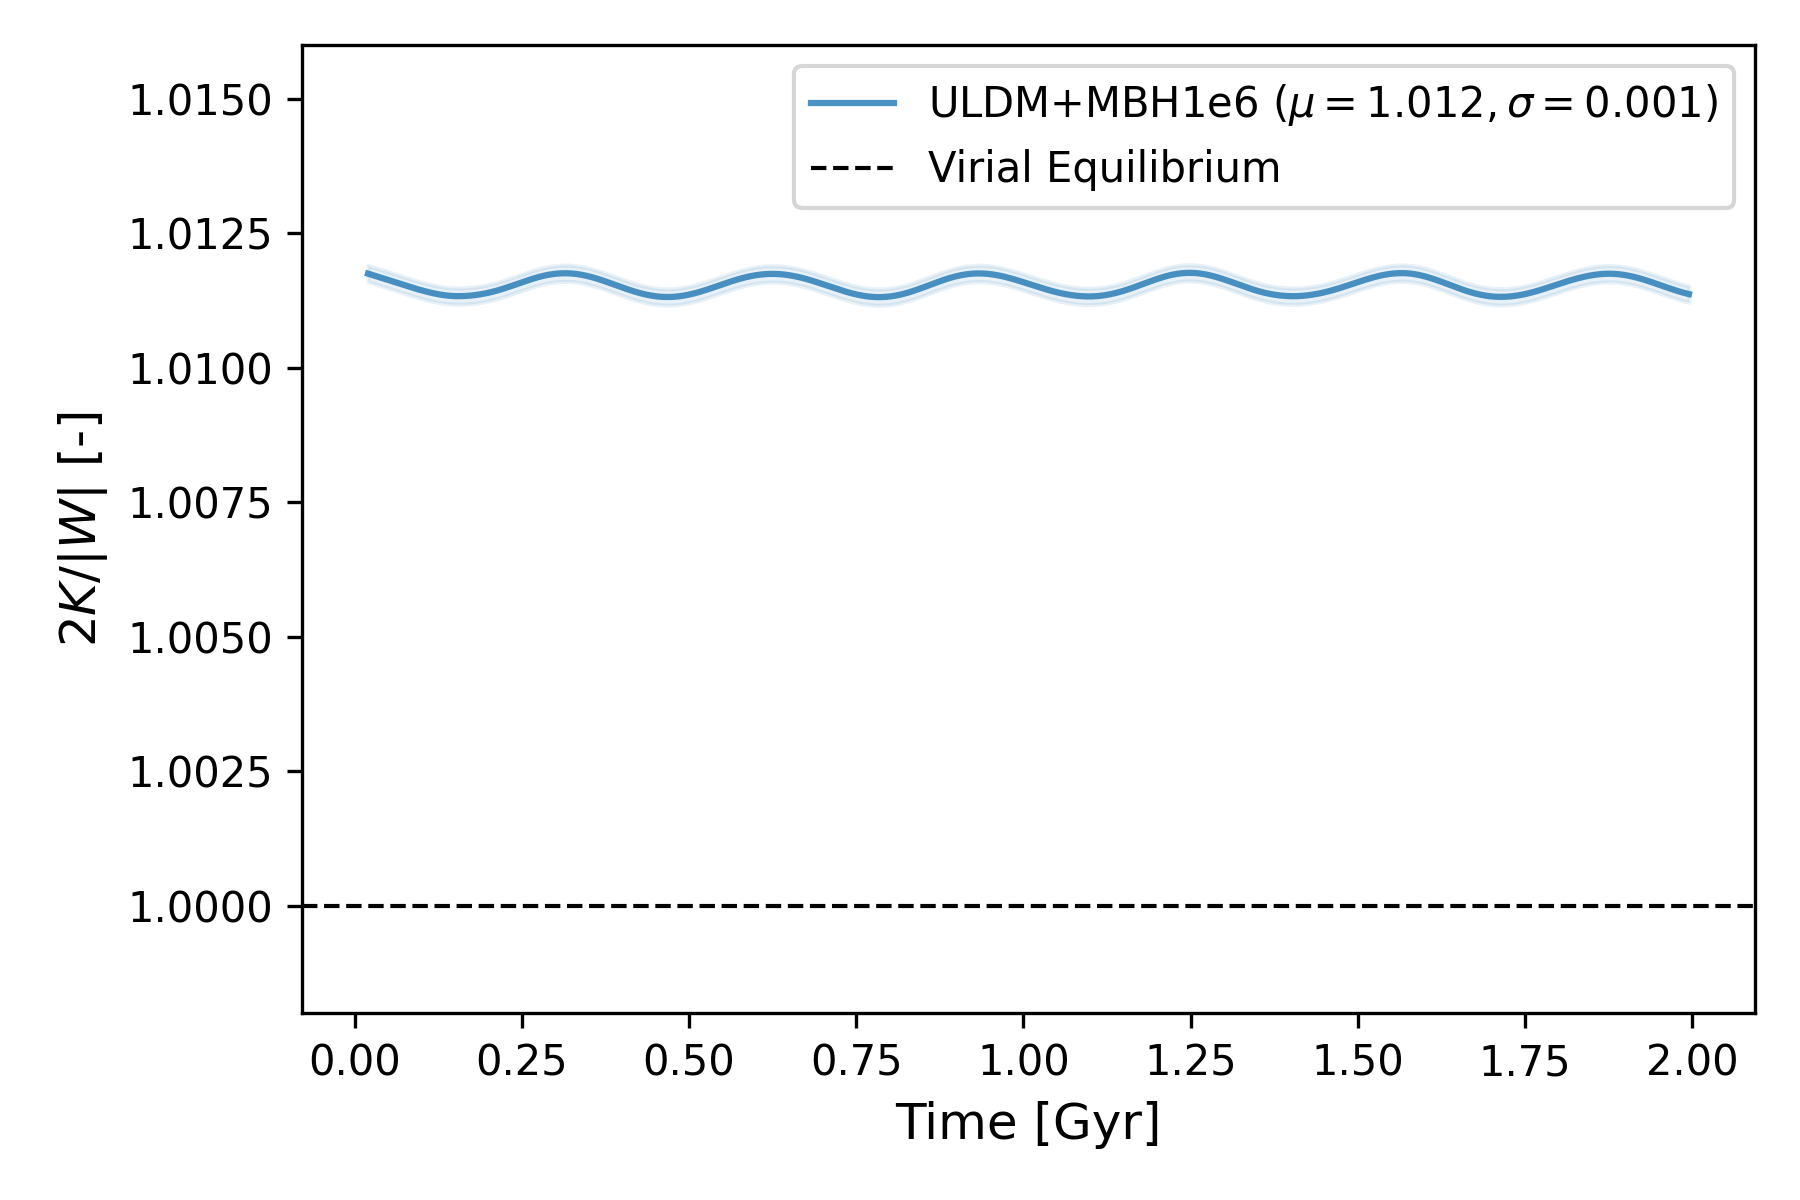 ULDM+MBH1e6 (μ = 1.012, σ = 0.001)
Virial Equilibrium
1.0150
1.0125
1.0100
1.0075
1.0050
1.0025
1.0000
2K/|W| [-]
0.00 0.25 0.50 0.75 1.00 1.25 1.50 1.75 2.00
Time [Gyr]